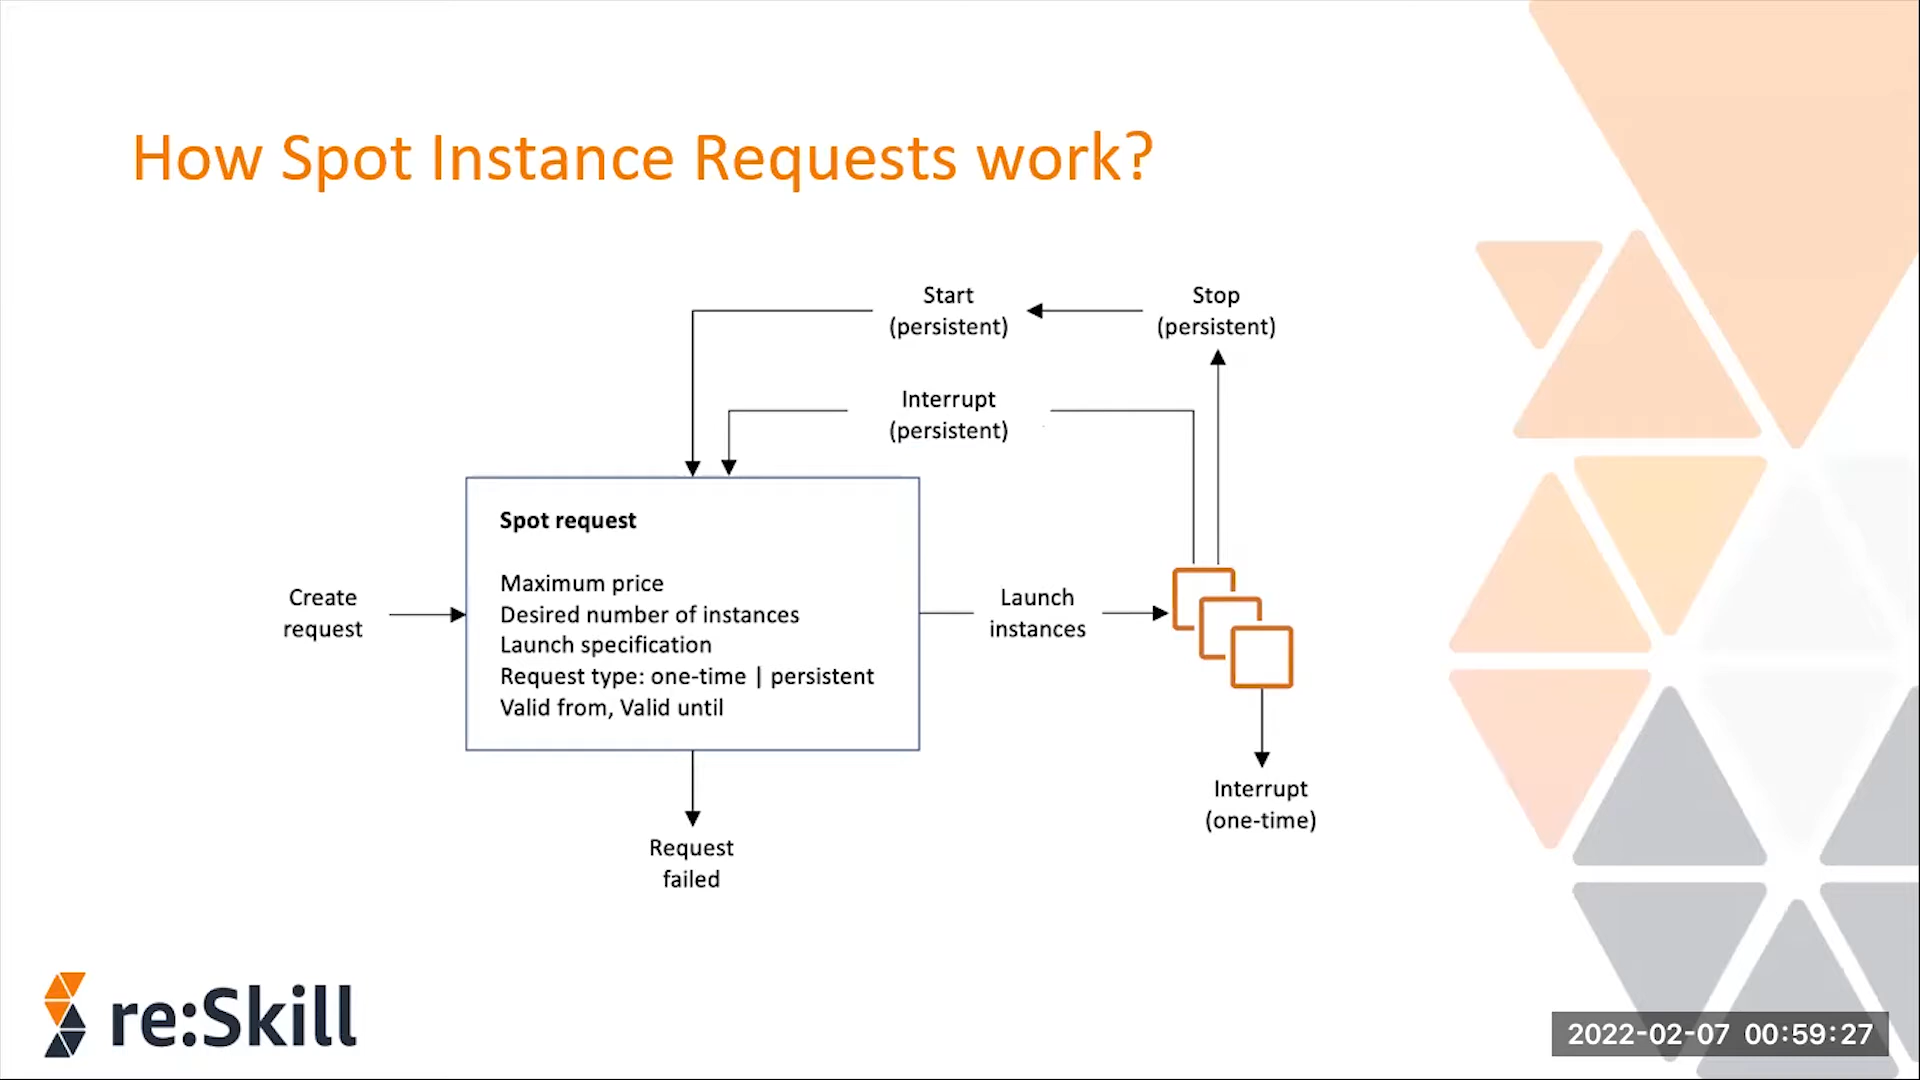 How Spot Instance Requests work?
Start
(persistent)
Stop
(persistent)
Interrupt
(persistent)
Spot request
Maximum price
Desired number of instances
Launch specification
Request type: one-time | persistent
Valid from, Valid until
Create
request
Launch
instances
Interrupt
(one-time)
Request
failed
re:Skill
2022-02-07 00:59:27